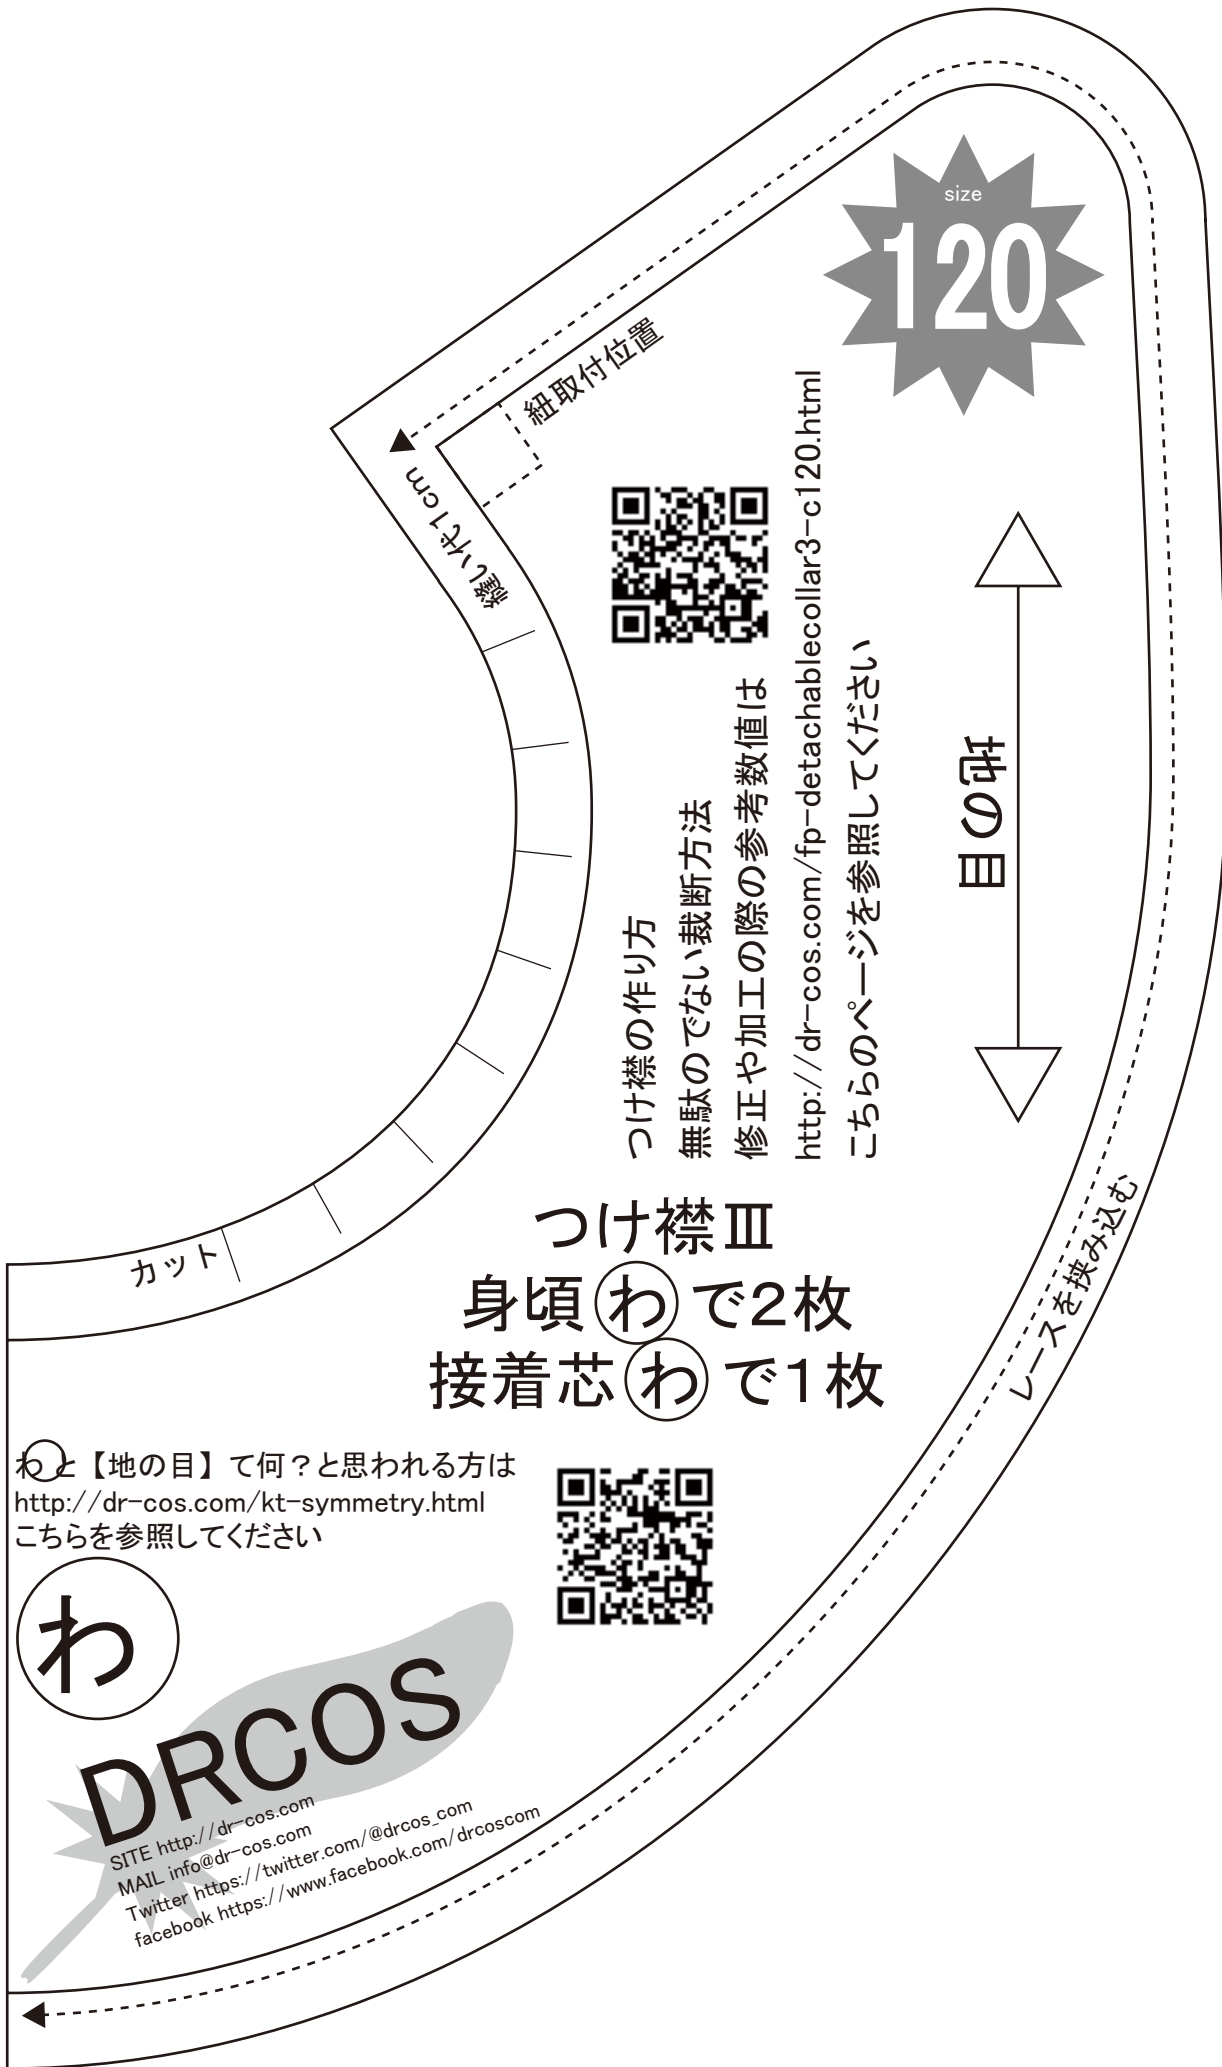 size
120
紐取付位置
縫い代1cm
つけ襟の作り方
無駄のでない裁断方法
修正や加工の際の参考数値は
http://dr-cos.com/fp-detachablecollar3-c120.html
こちらのページを参照してください
地の目
カット
つけ襟Ⅲ
身頃わで2枚
接着芯わで1枚
レースを挟み込む
わと【地の目】て何？と思われる方は
http://dr-cos.com/kt-symmetry.html
こちらを参照してください
わ
DRCOS
SITE http://dr-cos.com
MAIL info@dr-cos.com
Twitter https://twitter.com/@drcos_com
facebook https://www.facebook.com/drcoscom